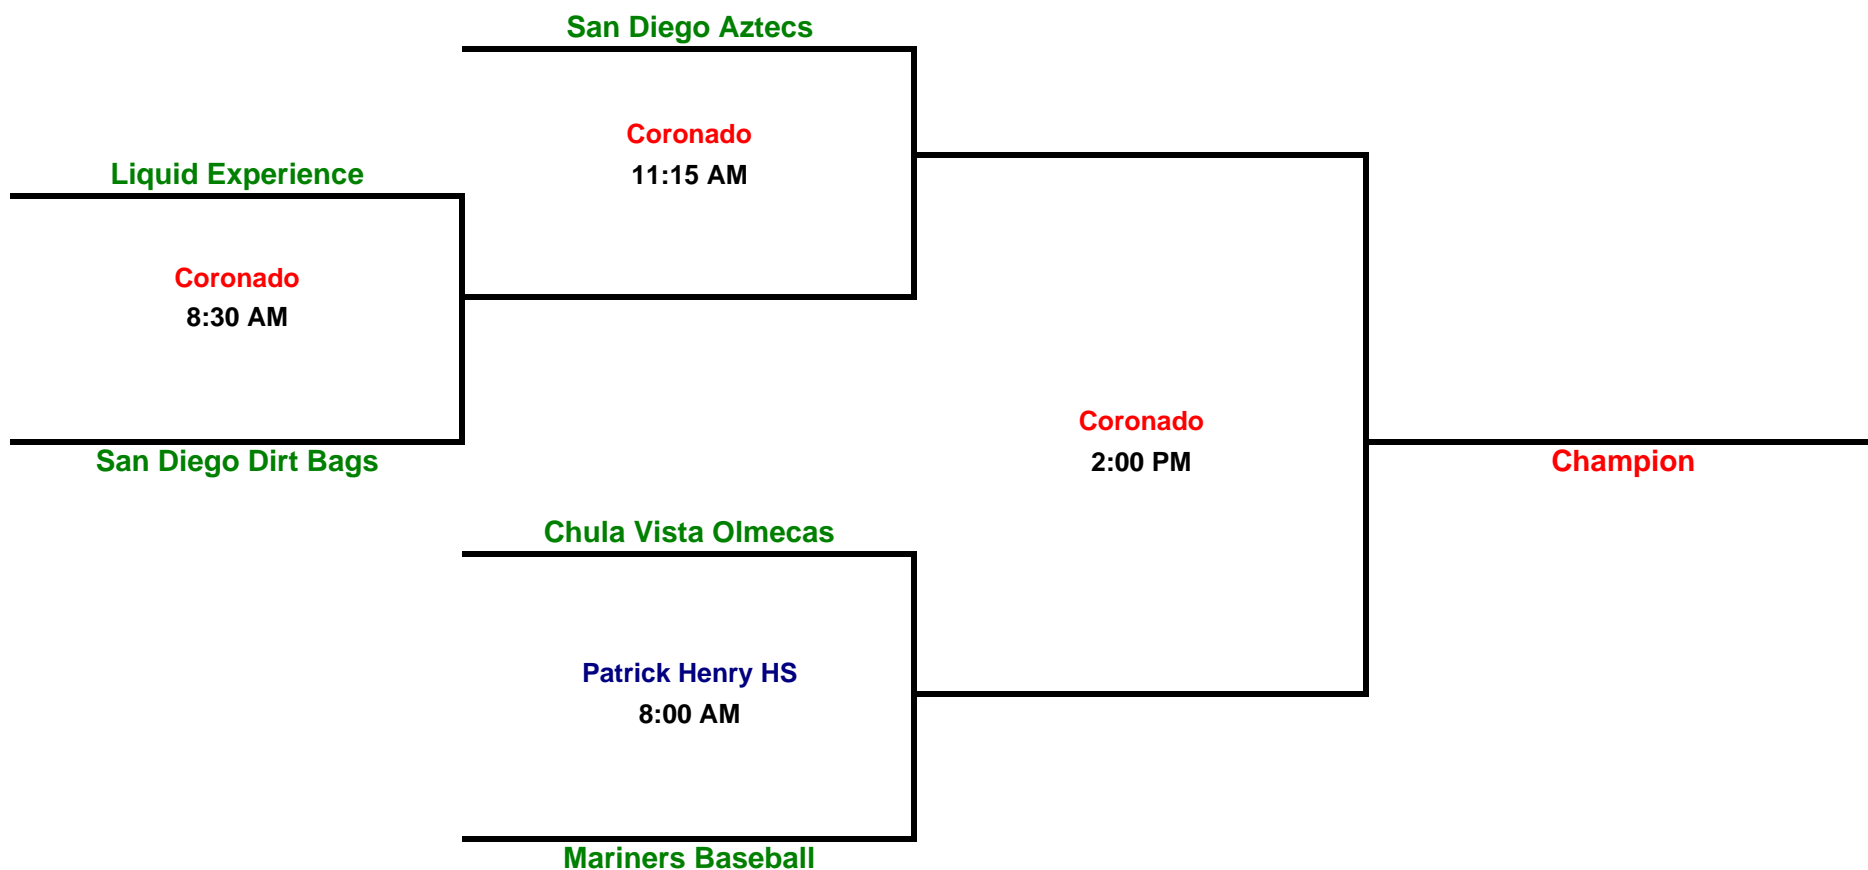 San Diego Aztecs
Coronado
11:15 AM
Liquid Experience
Coronado
8:30 AM
San Diego Dirt Bags
Coronado
2:00 PM
Champion
Chula Vista Olmecas
Patrick Henry HS
8:00 AM
Mariners Baseball